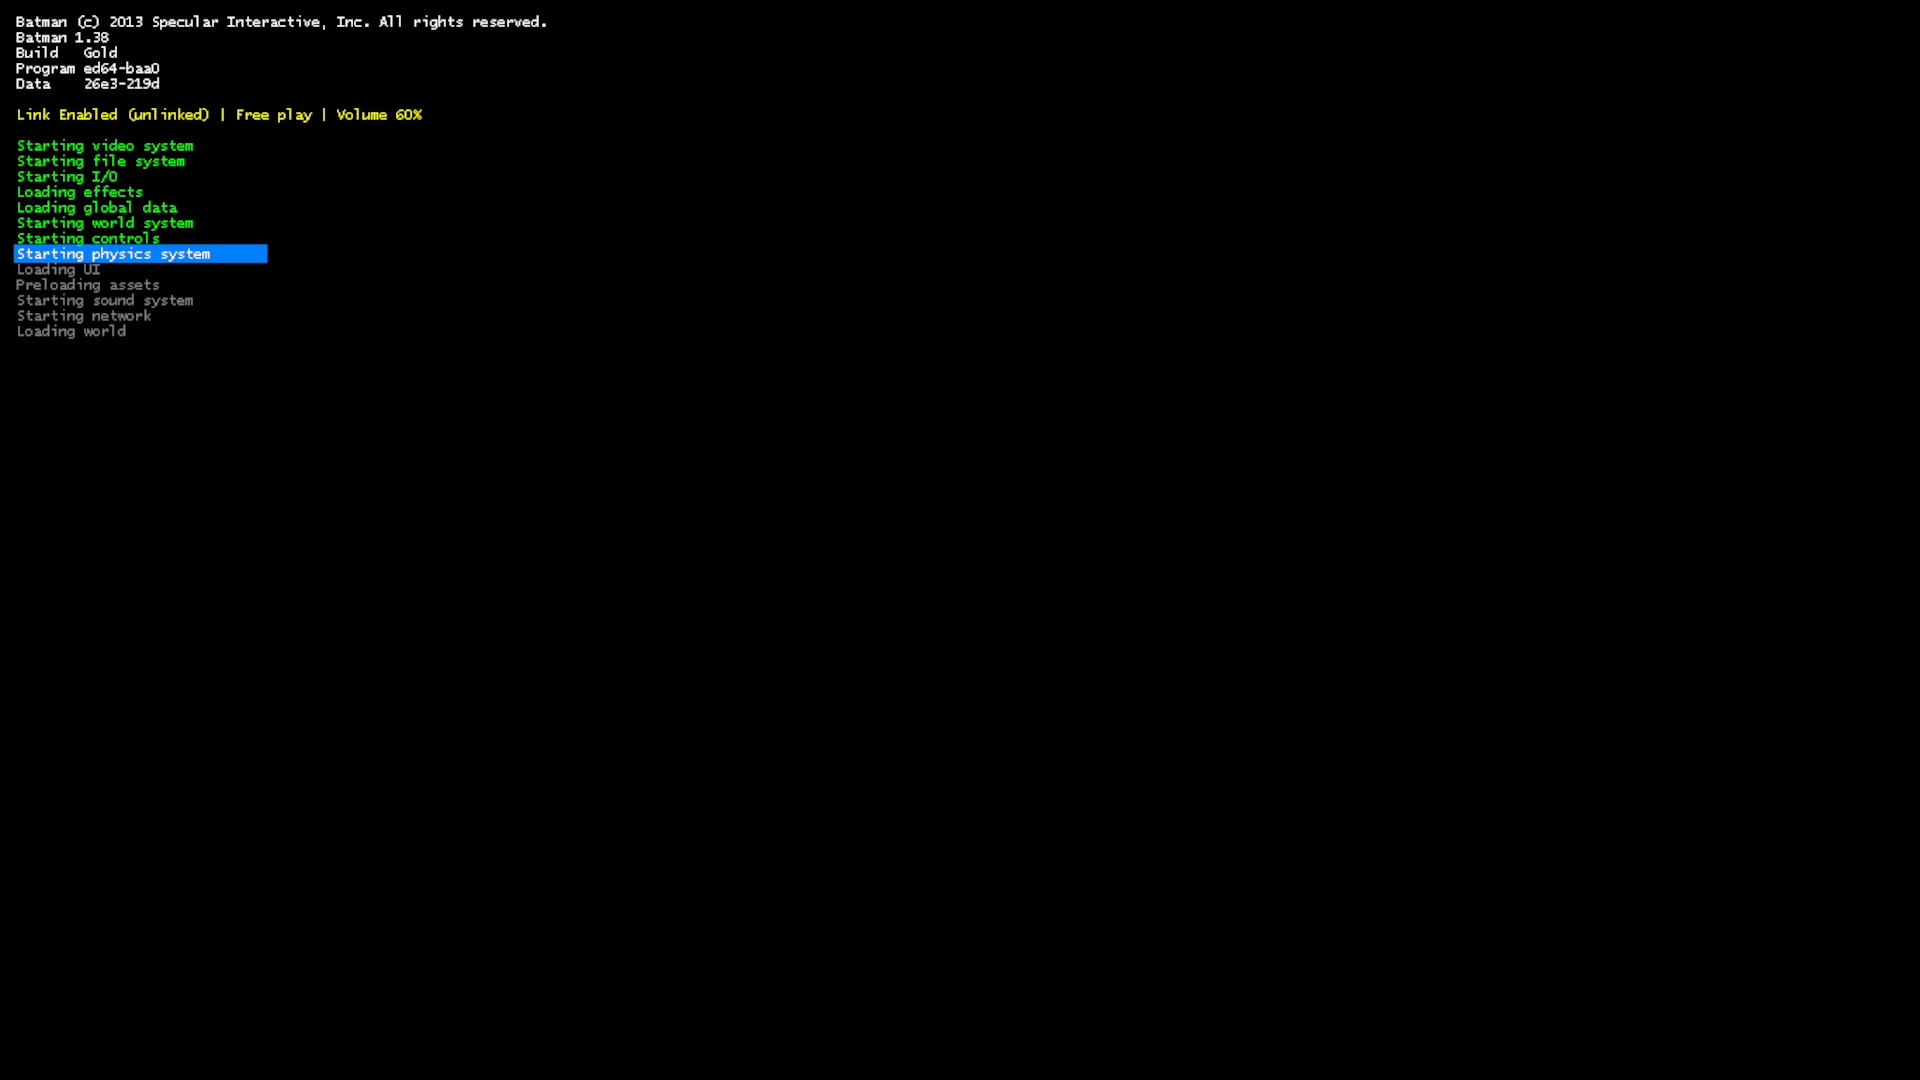 Batman (c) 2013 Specular Interactive, Inc. All rights reserved.
Batman 1.38
Build   Gold
Program ed64-baa0
Data    26e3-219d
Link Enabled (unlinked) | Free play | Volume 60%
Starting video system
Starting file system
Starting I/O
Loading effects
Loading global data
Starting world system
Starting controls
Starting physics system
Loading UI
Preloading assets
Starting sound system
Starting network
Loading world